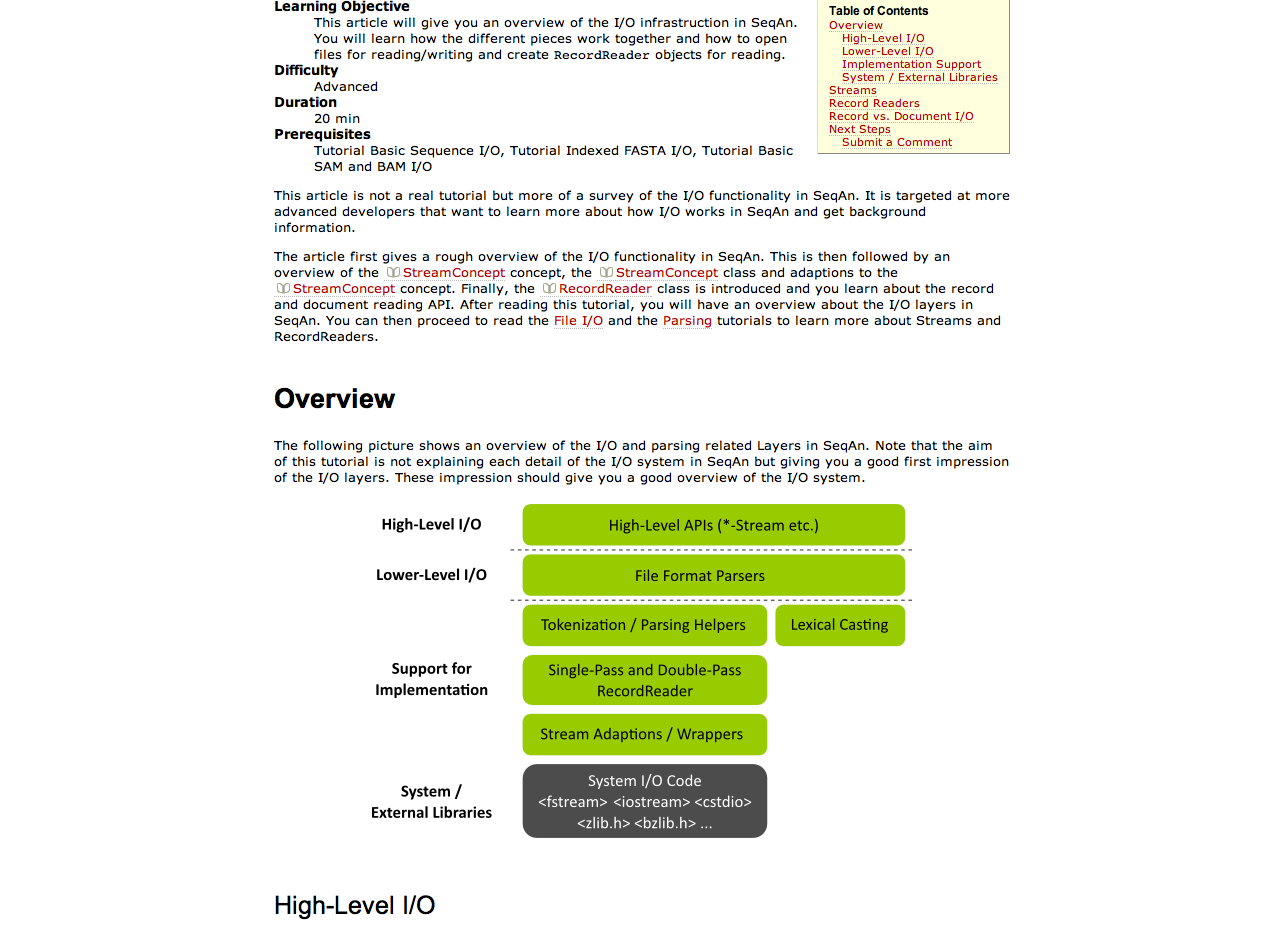 Learning Objective
This article will give you an overview of the I/O infrastruction in SeqAn.
You will learn how the different pieces work together and how to open
files for reading/writing and create RecordReader objects for reading.
Difficulty
Advanced
Duration
20 min
Prerequisites
Tutorial Basic Sequence I/O, Tutorial Indexed FASTA I/O, Tutorial Basic
SAM and BAM I/O
Table of Contents
Overview
High-Level I/O
Lower-Level I/O
Implementation Support
System / External Libraries
Streams
Record Readers
Record vs. Document I/O
Next Steps
Submit a Comment
This article is not a real tutorial but more of a survey of the I/O functionality in SeqAn. It is targeted at more
advanced developers that want to learn more about how I/O works in SeqAn and get background
information.
The article first gives a rough overview of the I/O functionality in SeqAn. This is then followed by an
overview of the StreamConcept concept, the StreamConcept class and adaptions to the
StreamConcept concept. Finally, the RecordReader class is introduced and you learn about the record
and document reading API. After reading this tutorial, you will have an overview about the I/O layers in
SeqAn. You can then proceed to read the File I/O and the Parsing tutorials to learn more about Streams and
RecordReaders.
Overview
The following picture shows an overview of the I/O and parsing related Layers in SeqAn. Note that the aim
of this tutorial is not explaining each detail of the I/O system in SeqAn but giving you a good first impression
of the I/O layers. These impression should give you a good overview of the I/O system.
High-Level I/O
High-Level APIs (*-Stream etc.)
Lower-Level I/O
File Format Parsers
Tokenization / Parsing Helpers
Lexical Casting
Support for
Implementation
Single-Pass and Double-Pass
RecordReader
Stream Adaptions / Wrappers
System /
External Libraries
System I/O Code
<fstream> <iostream> <cstdio>
<zlib.h> <bzlib.h> ...
High-Level I/O